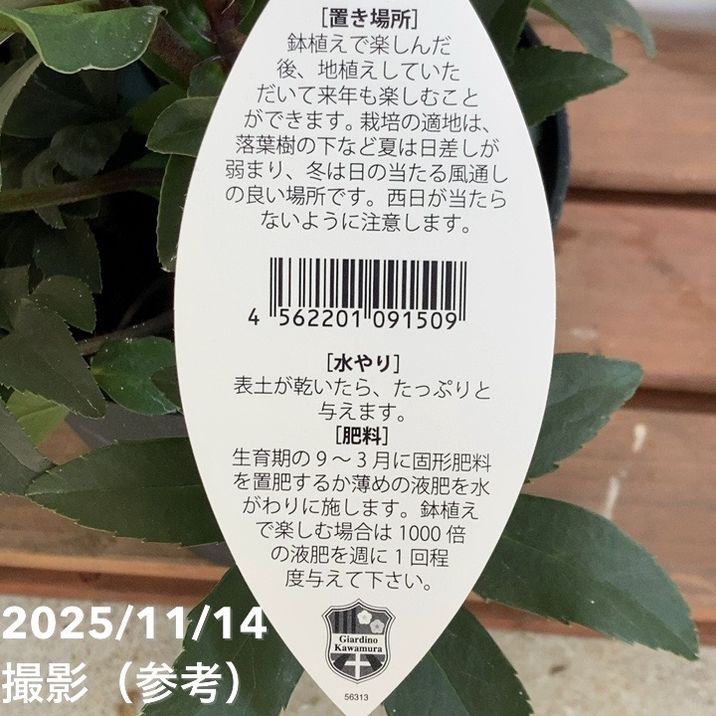 [置き場所]
鉢植えで楽しんだ
後、地植えしていた
だいて来年も楽しむこと
ができます。栽培の適地は、
落葉樹の下など夏は日差しが
弱まり、冬は日の当たる風通し
の良い場所です。西日が当たら
ないように注意します。
4 562201 091509
[水やり]
表土が乾いたら、たっぷりと
与えます。
[肥料]
生育期の9～3月に固形肥料
を置肥するか薄めの液肥を水
がわりに施します。鉢植え
で楽しむ場合は1000倍
の液肥を週に1回程
度与えて下さい。
Giardino
Kawamura
56313
2025/11/14
撮影（参考）